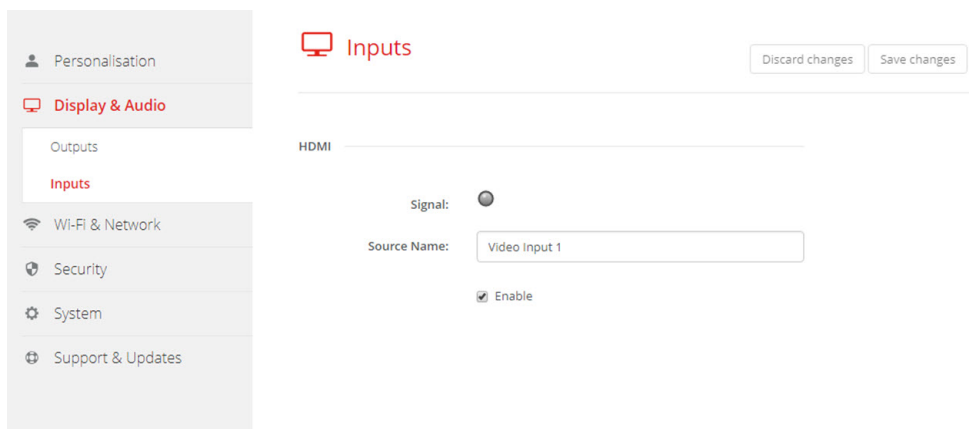 Personalisation
Display & Audio
Outputs
Inputs
Wi-Fi & Network
Security
System
Support & Updates
Inputs
Discard changes
Save changes
HDMI
Signal:
Source Name:
Video Input 1
Enable